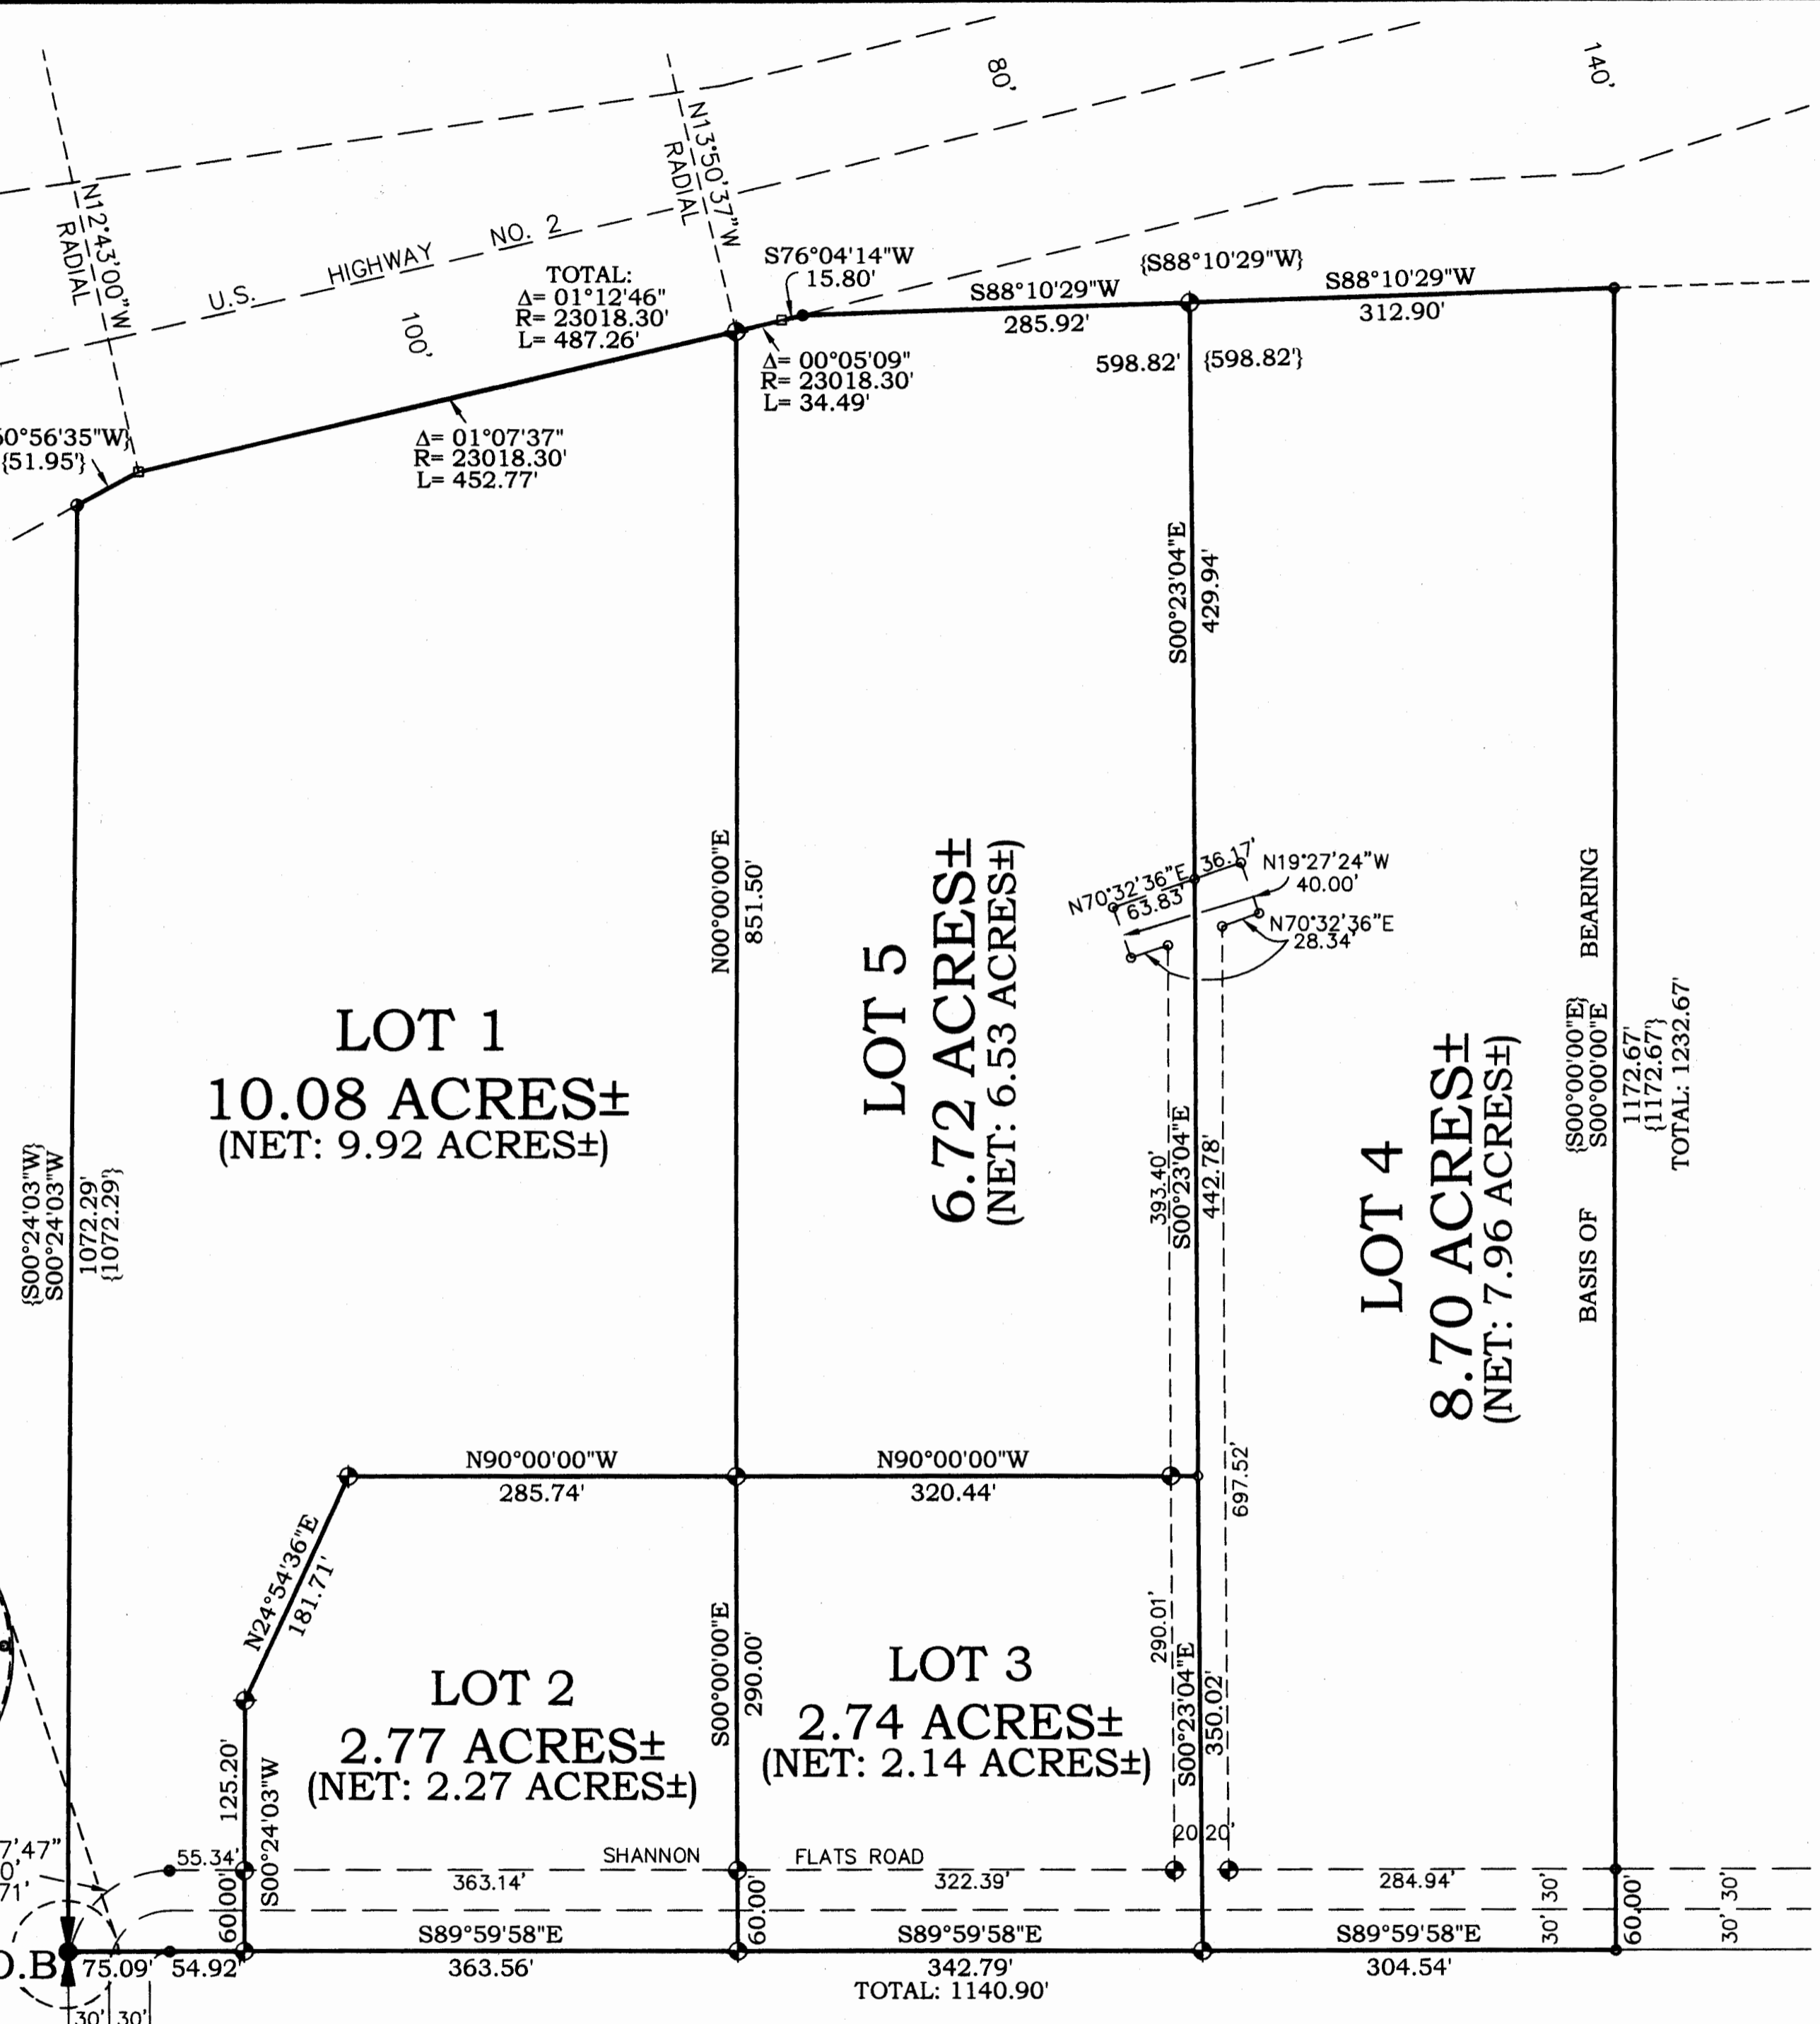 80'
140'
N13°50'37"W
RADIAL
N12°43'00"W
RADIAL
U.S. HIGHWAY NO. 2
100'
TOTAL:
Δ= 01°12'46"
R= 23018.30'
L= 487.26'
S76°04'14"W
15.80'
{S88°10'29"W}
S88°10'29"W
285.92'
S88°10'29"W
312.90'
598.82' {598.82'}
Δ= 00°05'09"
R= 23018.30'
L= 34.49'
0°56'35"W}
{51.95'}
Δ= 01°07'37"
R= 23018.30'
L= 452.77'
S00°23'04"E
429.94'
N00°00'00"E
851.50'
N70°32'36"E 36.17'
63.83'
N19°27'24"W
40.00'
N70°32'36"E
28.34'
LOT 1
10.08 ACRES±
(NET: 9.92 ACRES±)
LOT 5
6.72 ACRES±
(NET: 6.53 ACRES±)
LOT 4
8.70 ACRES±
(NET: 7.96 ACRES±)
BASIS OF BEARING
{S00°00'00"E}
S00°00'00"E
1172.67'
{1172.67'}
TOTAL: 1232.67'
{S00°24'03"W}
S00°24'03"W
1072.29'
{1072.29'}
393.40'
S00°23'04"E
442.78'
697.52'
N90°00'00"W
285.74'
N90°00'00"W
320.44'
N24°54'36"E
181.71'
S00°00'00"E
290.00'
290.01'
S00°23'04"E
350.02'
LOT 2
2.77 ACRES±
(NET: 2.27 ACRES±)
LOT 3
2.74 ACRES±
(NET: 2.14 ACRES±)
125.20'
S00°24'03"W
20' 20'
7'47"
0'
71'
55.34'
SHANNON FLATS ROAD
363.14'
322.39'
284.94'
60.00'
60.00'
30' 30'
60.00'
30' 30'
S89°59'58"E
S89°59'58"E
S89°59'58"E
O.B
75.09' 54.92'
363.56'
342.79'
304.54'
TOTAL: 1140.90'
30' 30'